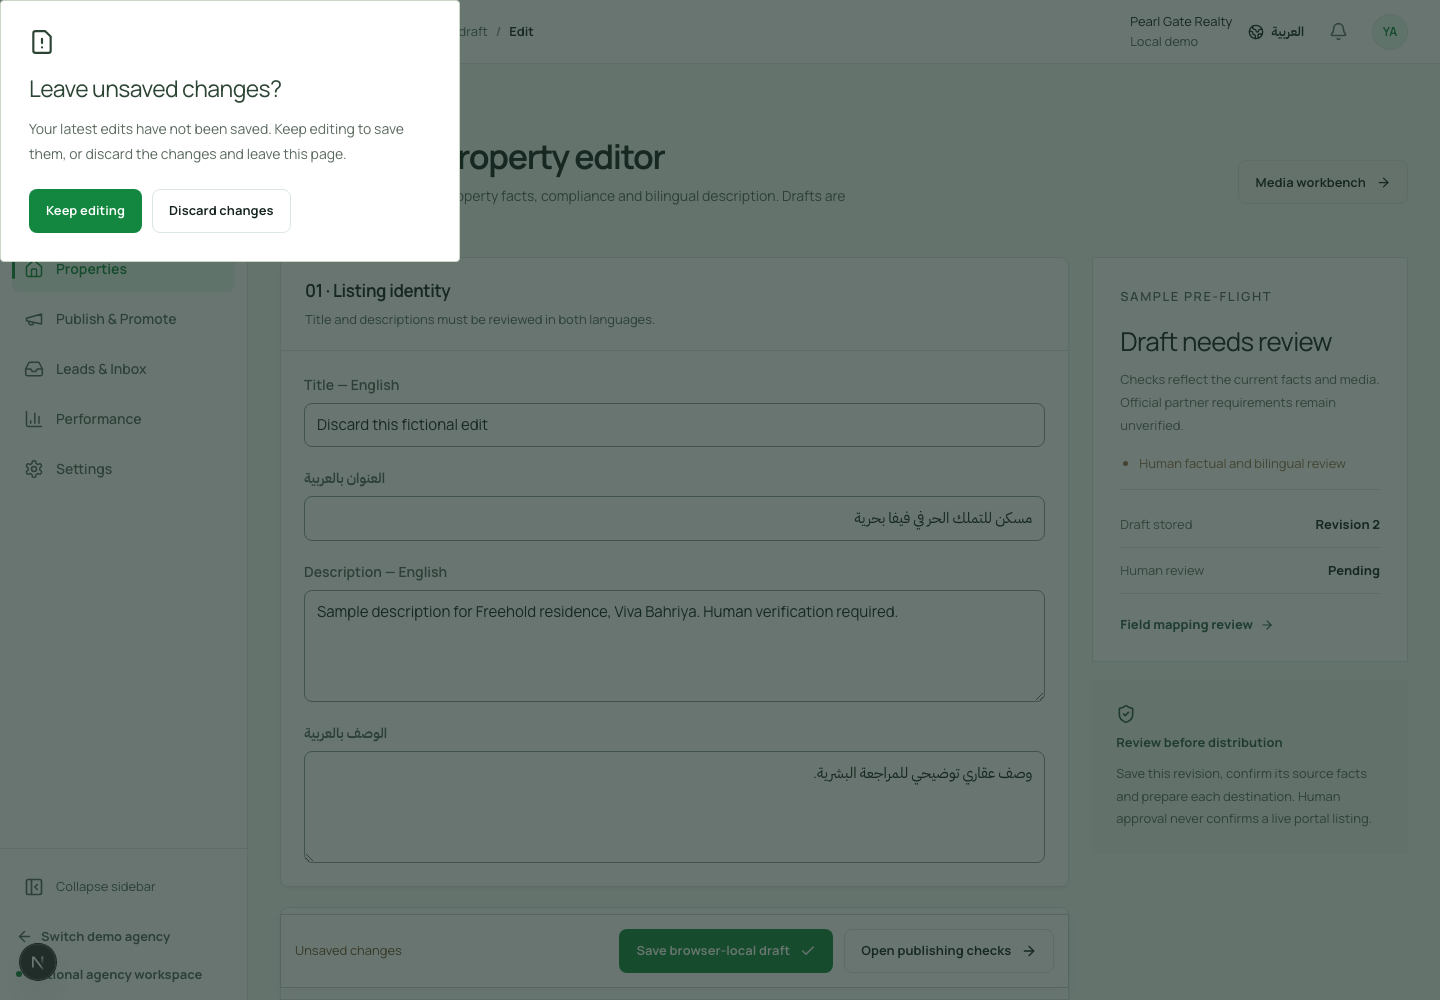 Leave unsaved changes?
Your latest edits have not been saved. Keep editing to save
them, or discard the changes and leave this page.
Keep editing
Discard changes
draft / Edit
Pearl Gate Realty
Local demo
العربية
YA
roperty editor
operty facts, compliance and bilingual description. Drafts are
Media workbench
Properties
Publish & Promote
Leads & Inbox
Performance
Settings
Collapse sidebar
Switch demo agency
ional agency workspace
N
01 · Listing identity
Title and descriptions must be reviewed in both languages.
Title — English
Discard this fictional edit
العنوان بالعربية
مسكن للتملك الحر في فيفا بحرية
Description — English
Sample description for Freehold residence, Viva Bahriya. Human verification required.
الوصف بالعربية
وصف عقاري توضيحي للمراجعة البشرية.
Unsaved changes
Save browser-local draft
Open publishing checks
SAMPLE PRE-FLIGHT
Draft needs review
Checks reflect the current facts and media.
Official partner requirements remain
unverified.
• Human factual and bilingual review
Draft stored Revision 2
Human review Pending
Field mapping review
Review before distribution
Save this revision, confirm its source facts
and prepare each destination. Human
approval never confirms a live portal listing.